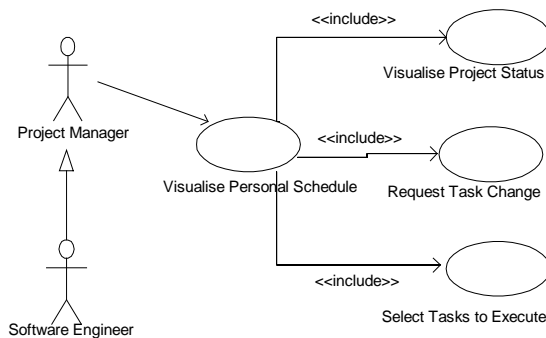 <<include>>
Visualise Project Status
Project Manager
<<include>>
Visualise Personal Schedule
Request Task Change
<<include>>
Software Engineer
Select Tasks to Execute